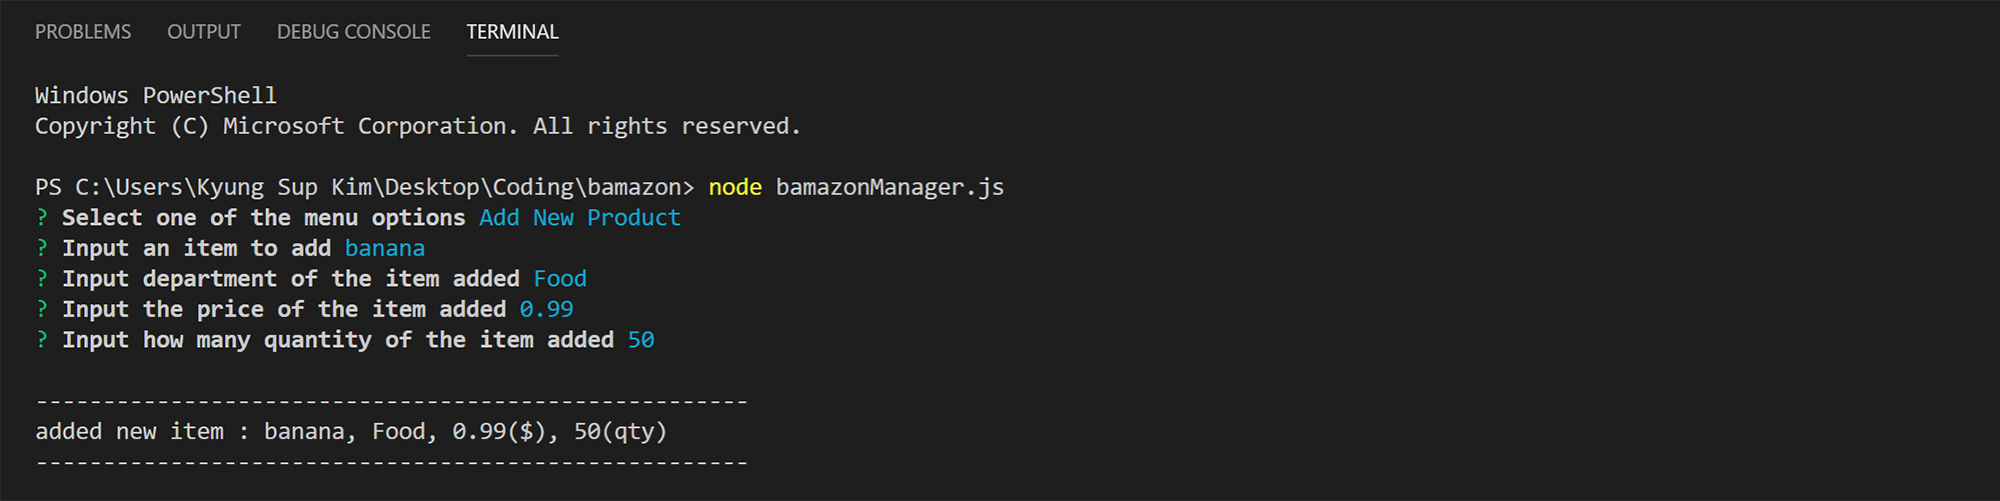 PROBLEMS OUTPUT DEBUG CONSOLE TERMINAL
Windows PowerShell
Copyright (C) Microsoft Corporation. All rights reserved.
PS C:\Users\Kyung Sup Kim\Desktop\Coding\bamazon> node bamazonManager.js
? Select one of the menu options Add New Product
? Input an item to add banana
? Input department of the item added Food
? Input the price of the item added 0.99
? Input how many quantity of the item added 50
-----------------------------------------------------
added new item : banana, Food, 0.99($), 50(qty)
-----------------------------------------------------